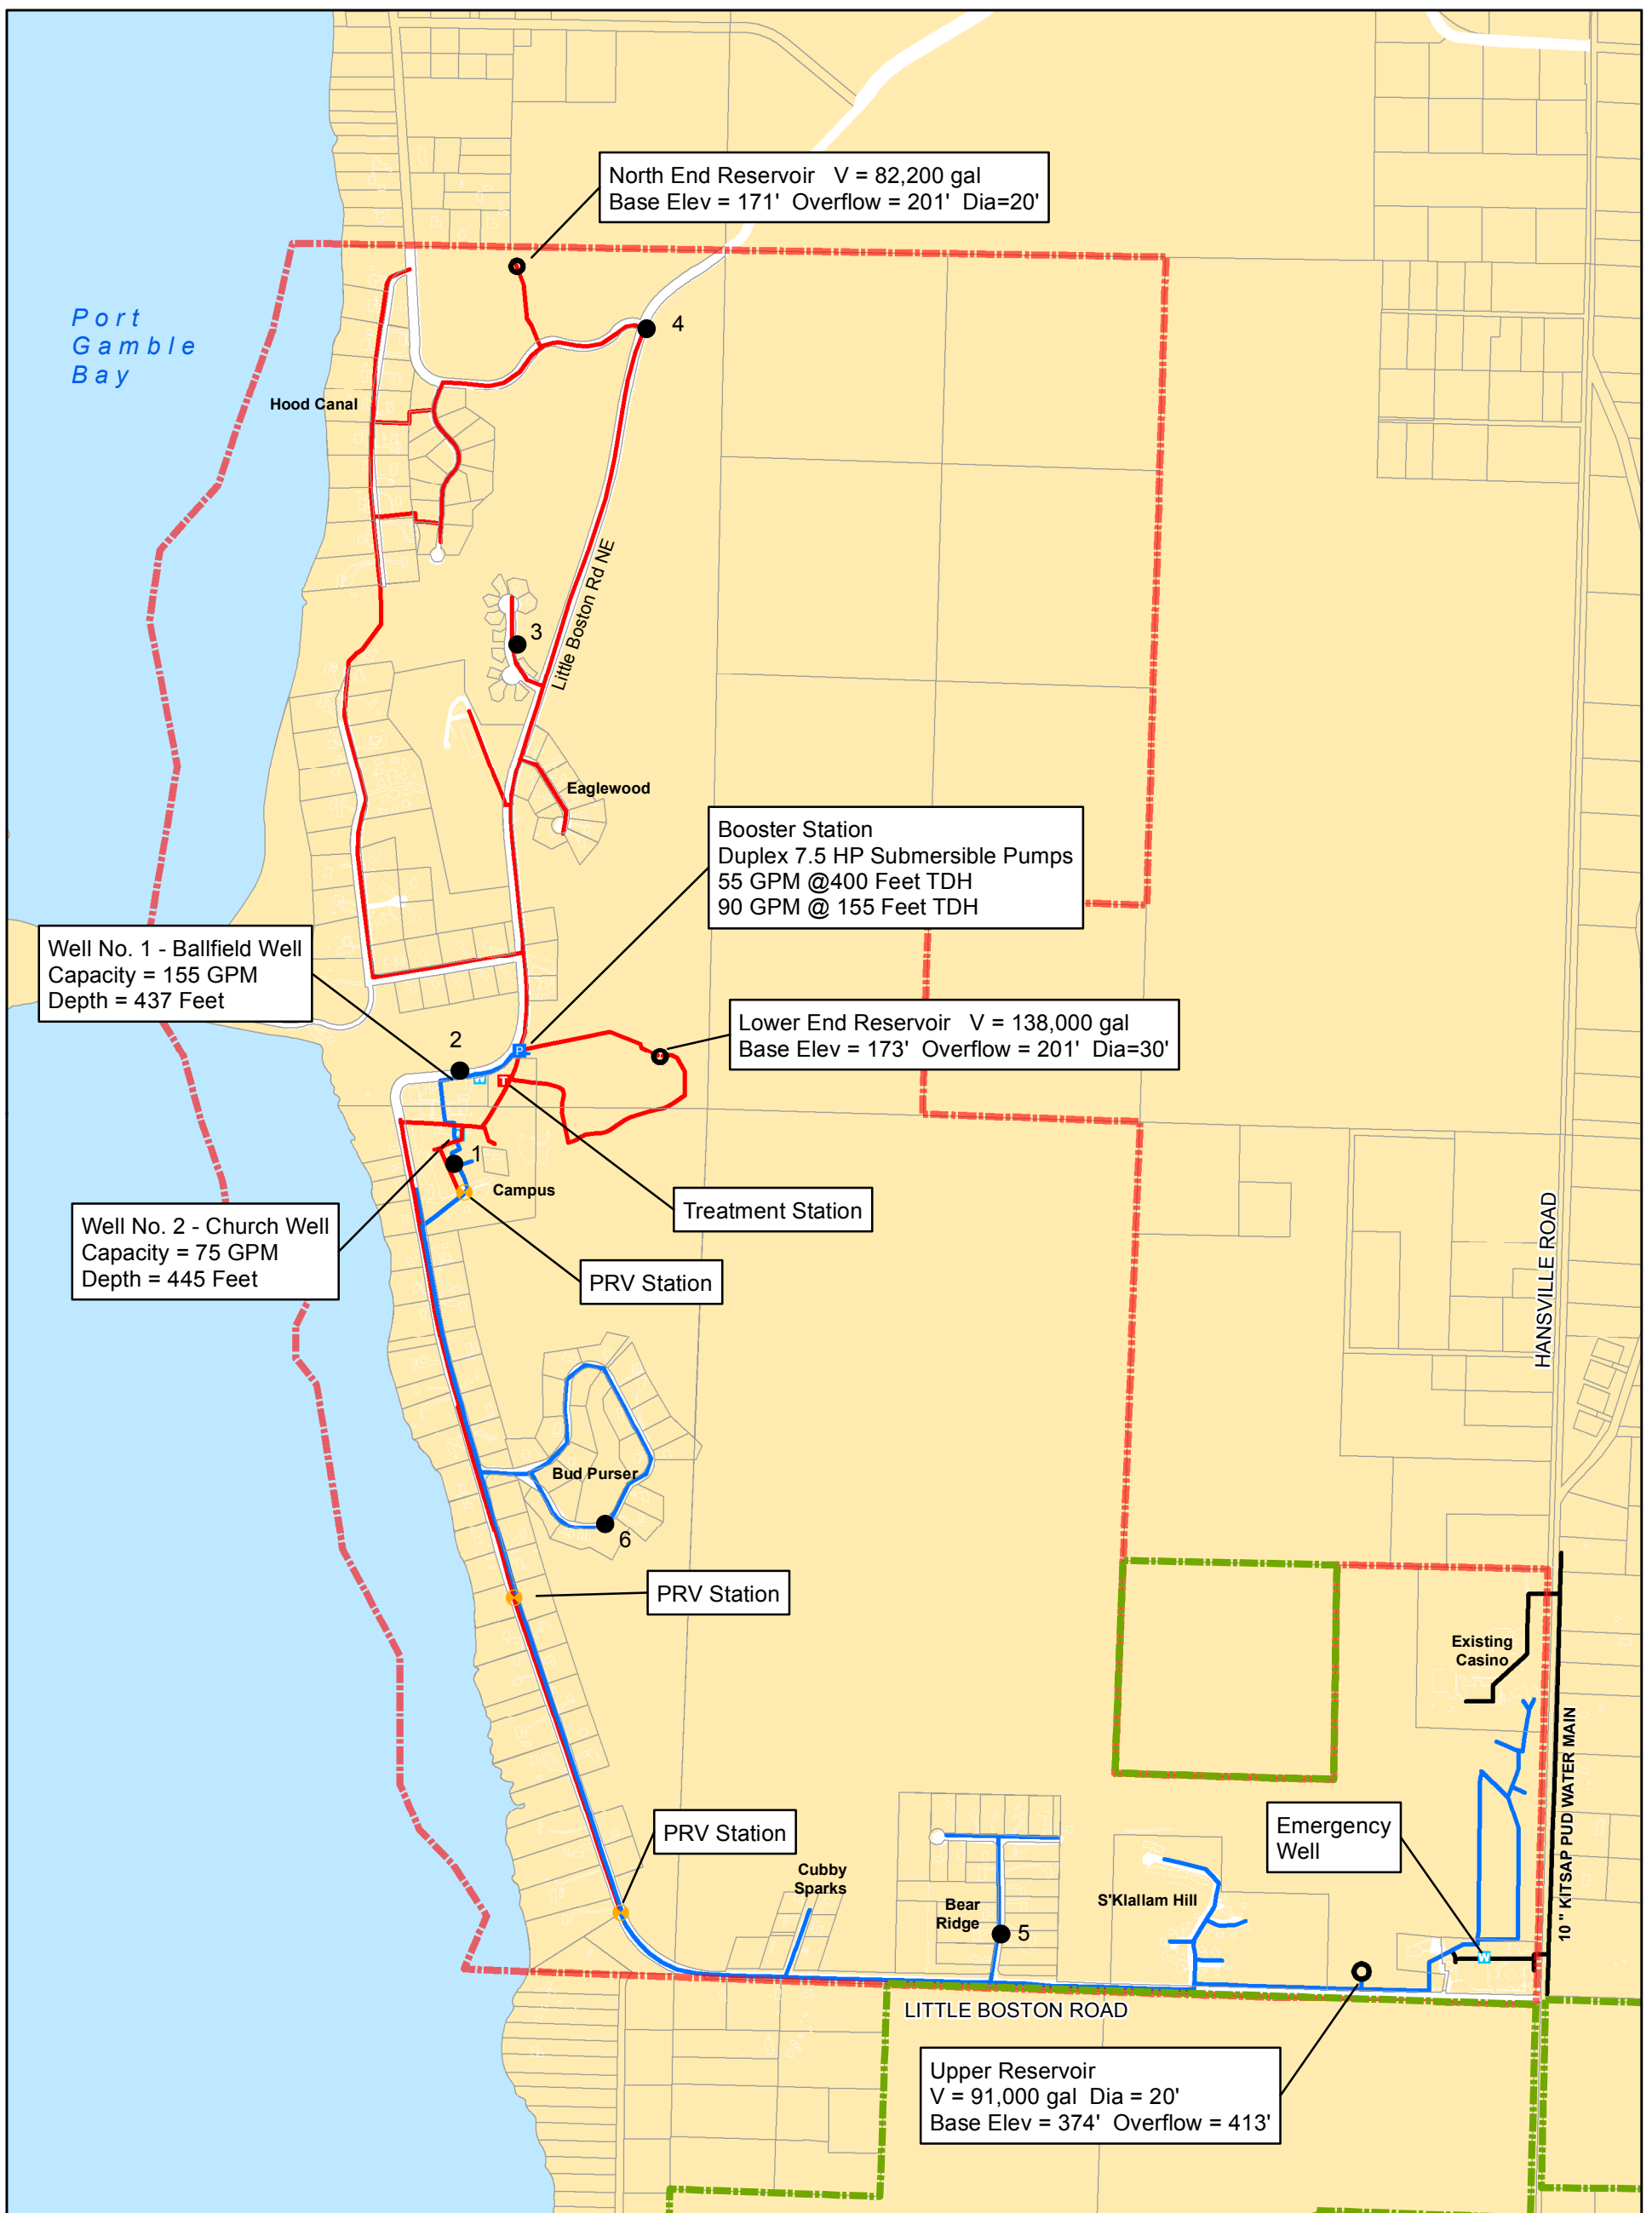 North End Reservoir   V = 82,200 gal
Base Elev = 171'  Overflow = 201'  Dia=20'
4
Port
Gamble
Bay
Hood Canal
Little Boston Rd NE
3
Eaglewood
Booster Station
Duplex 7.5 HP Submersible Pumps
55 GPM @400 Feet TDH
90 GPM @ 155 Feet TDH
Well No. 1 - Ballfield Well
Capacity = 155 GPM
Depth = 437 Feet
Lower End Reservoir   V = 138,000 gal
Base Elev = 173'  Overflow = 201'  Dia=30'
2
P
W
T
1
Campus
Treatment Station
Well No. 2 - Church Well
Capacity = 75 GPM
Depth = 445 Feet
PRV Station
HANSVILLE ROAD
Bud Purser
6
PRV Station
Existing
Casino
10 " KITSAP PUD WATER MAIN
PRV Station
Emergency
Well
Cubby
Sparks
Bear
Ridge
5
S'Klallam Hill
W
LITTLE BOSTON ROAD
Upper Reservoir
V = 91,000 gal  Dia = 20'
Base Elev = 374'  Overflow = 413'